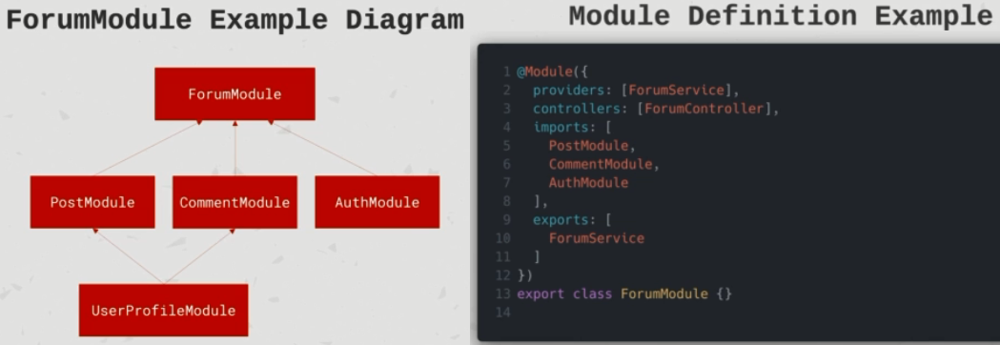 ForumModule Example Diagram
ForumModule
PostModule
CommentModule
AuthModule
UserProfileModule
Module Definition Example
1 @Module({
2   providers: [ForumService],
3   controllers: [ForumController],
4   imports: [
5     PostModule,
6     CommentModule,
7     AuthModule
8   ],
9   exports: [
10     ForumService
11   ]
12 })
13 export class ForumModule {}
14